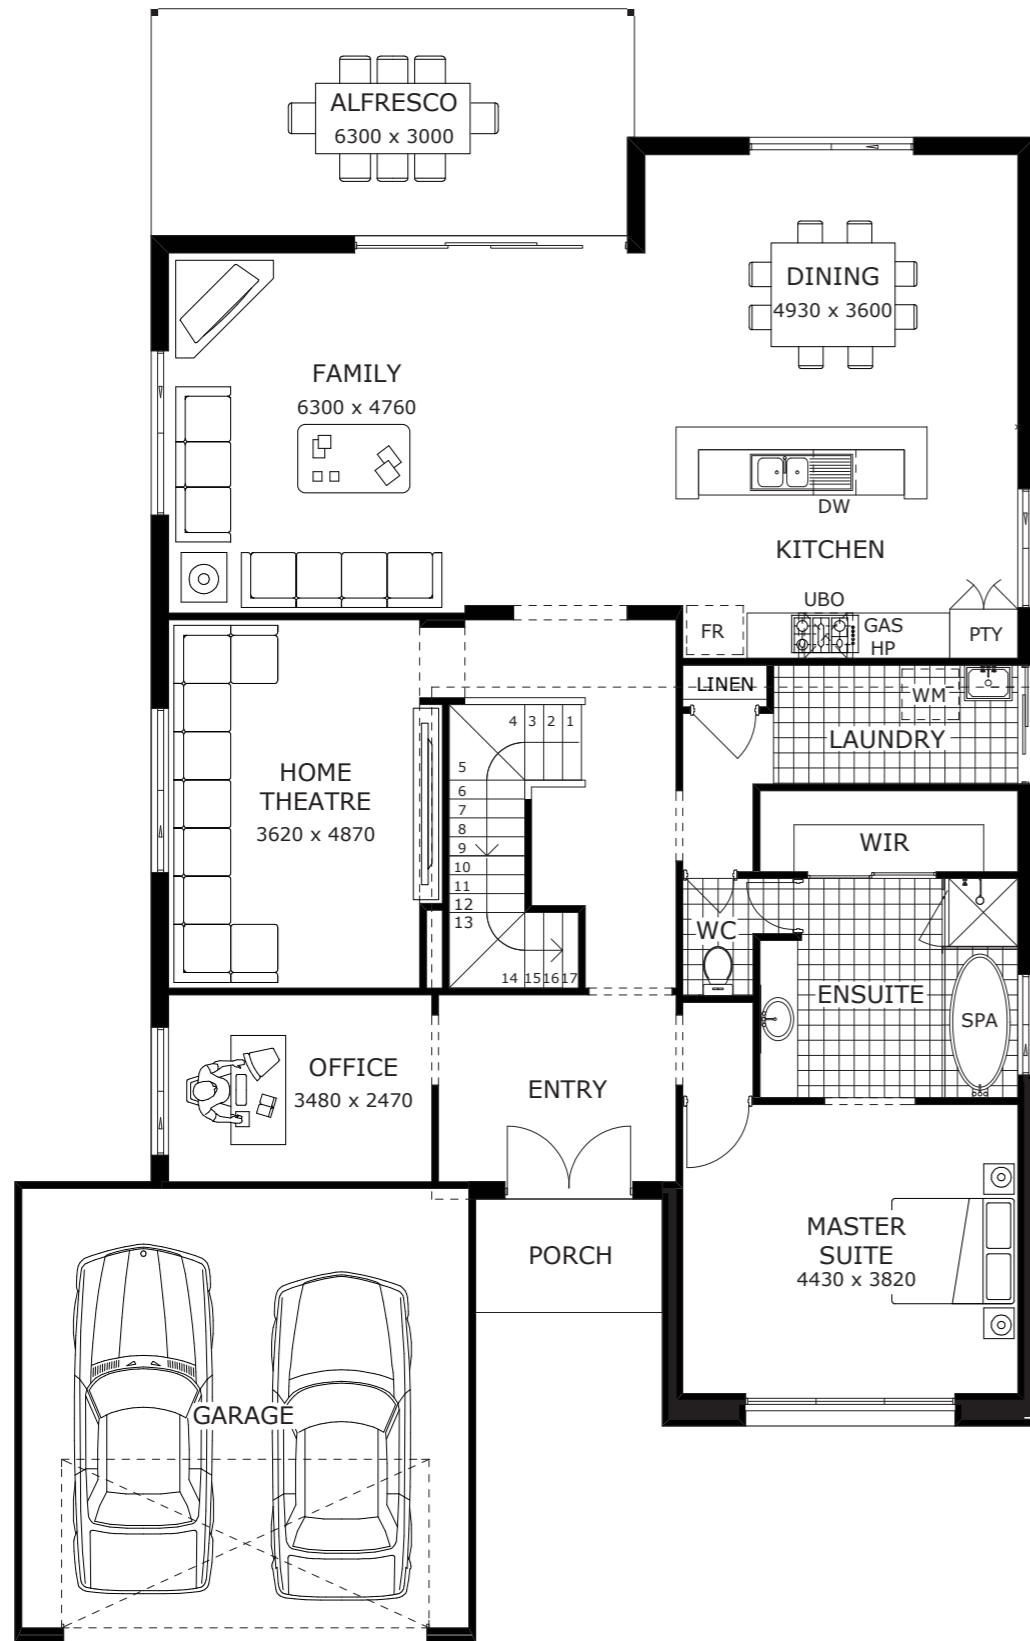 ALFRESCO
6300 x 3000
DINING
4930 x 3600
FAMILY
6300 x 4760
DW
KITCHEN
UBO
FR
GAS
HP
PTY
LINEN
WM
LAUNDRY
HOME
THEATRE
3620 x 4870
4 3 2 1
5
6
7
8
9
10
11
12
13
14 15 16 17
WIR
WC
ENSUITE
SPA
OFFICE
3480 x 2470
ENTRY
PORCH
MASTER
SUITE
4430 x 3820
GARAGE